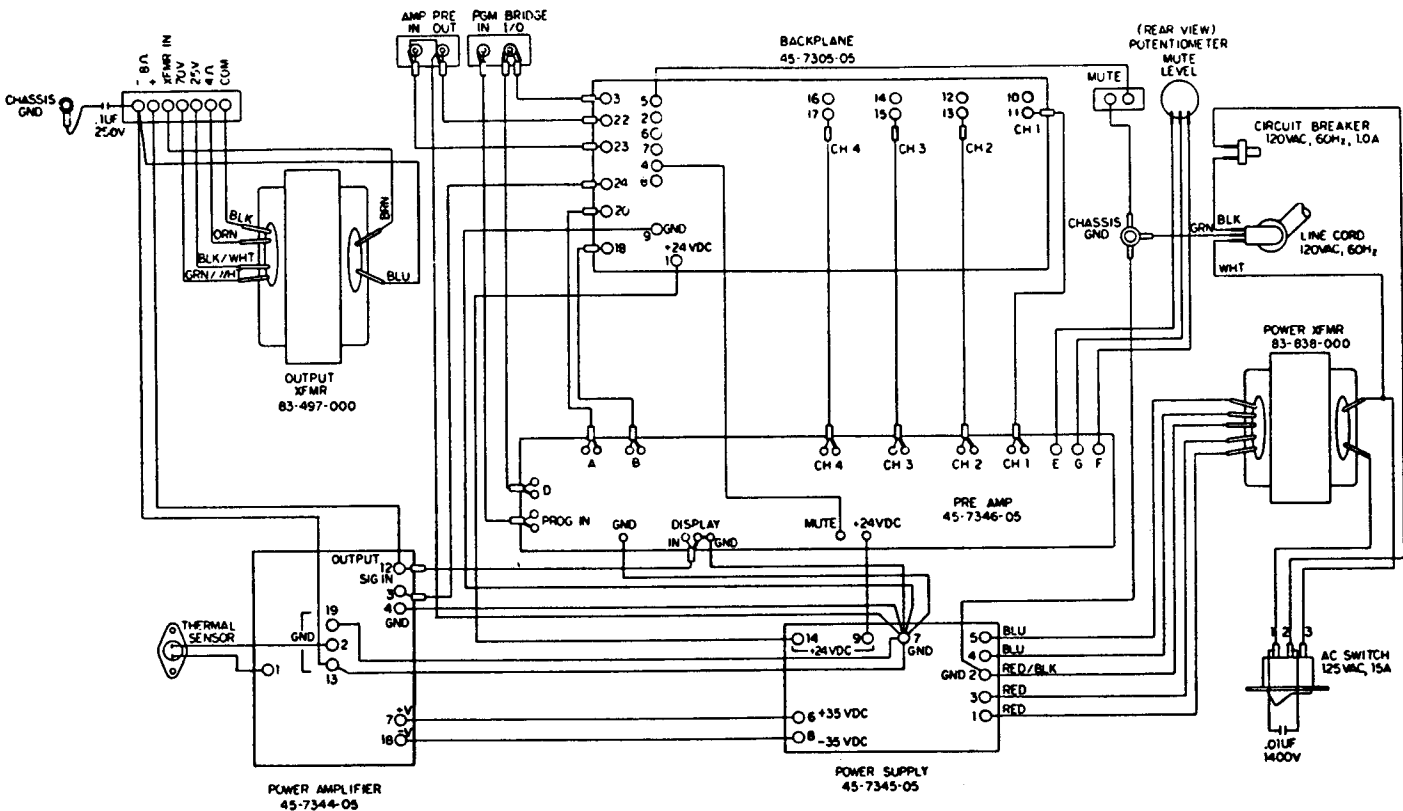 AMP PRE
IN OUT
PGM BRIDGE
IN I/O
BACKPLANE
45-7305-05
(REAR VIEW)
POTENTIOMETER
MUTE
LEVEL
MUTE
- 8Ω +
XFMR IN
70V
25V
4Ω
COM
CHASSIS
GND
.1UF
250V
3
22
23
24
20
18
5
2
6
7
4
8
9 GND
+24 VDC
1
16
17
CH 4
14
15
CH 3
12
13
CH 2
10
11
CH 1
CIRCUIT BREAKER
120VAC, 60Hz, 1.0A
CHASSIS
GND
BLK
GRN
WHT
LINE CORD
120VAC, 60Hz
BLK
ORN
BLK/WHT
BRN
BLU
OUTPUT
XFMR
83-497-000
POWER XFMR
83-838-000
A
B
CH 4
CH 3
CH 2
CH 1
E
G
F
D
PROG IN
GND
DISPLAY
IN
GND
MUTE
+24VDC
PRE AMP
45-7346-05
OUTPUT
12
SIG IN
3
4
GND
19
GND
2
13
1
THERMAL
SENSOR
+V
7
-V
18
POWER AMPLIFIER
45-7344-05
14
9
+24VDC
7
GND
6 +35 VDC
8 -35 VDC
5 BLU
4 BLU
GND 2 RED/BLK
3 RED
1 RED
POWER SUPPLY
45-7345-05
1 2 3
AC SWITCH
125VAC, 15A
.01UF
1400V